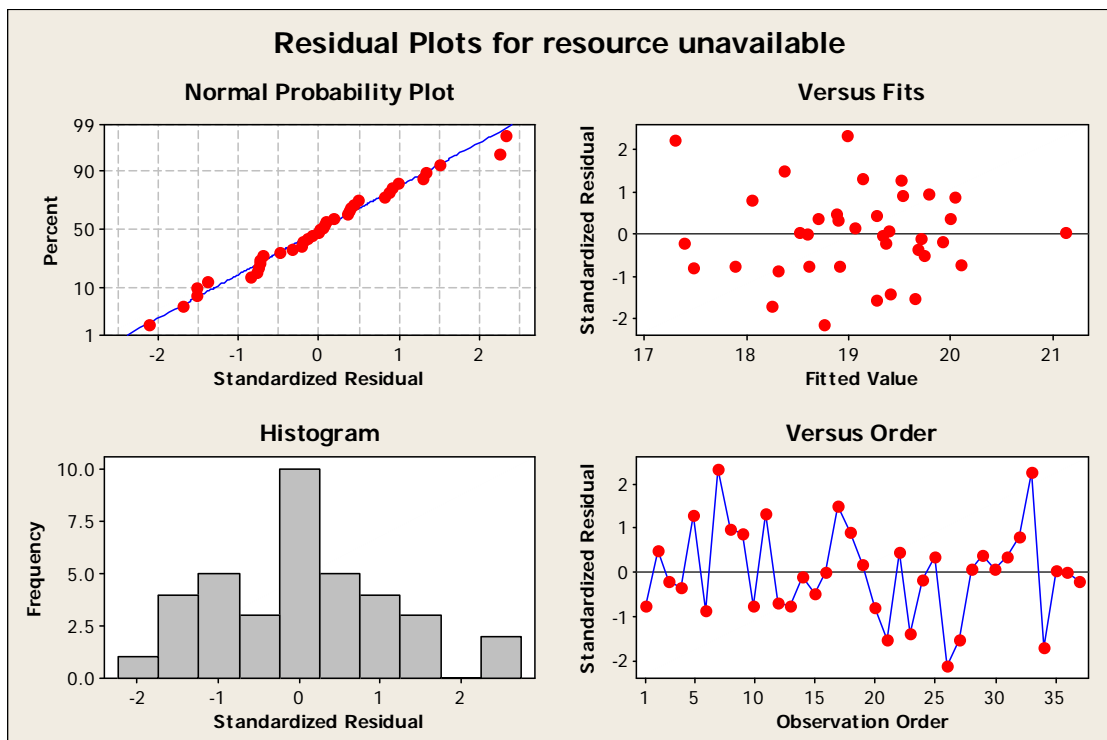 Residual Plots for resource unavailable
Normal Probability Plot
99
90
50
10
1
Percent
-2 -1 0 1 2
Standardized Residual
Versus Fits
2
1
0
-1
-2
Standardized Residual
17 18 19 20 21
Fitted Value
Histogram
10.0
7.5
5.0
2.5
0.0
Frequency
-2 -1 0 1 2
Standardized Residual
Versus Order
2
1
0
-1
-2
Standardized Residual
1 5 10 15 20 25 30 35
Observation Order